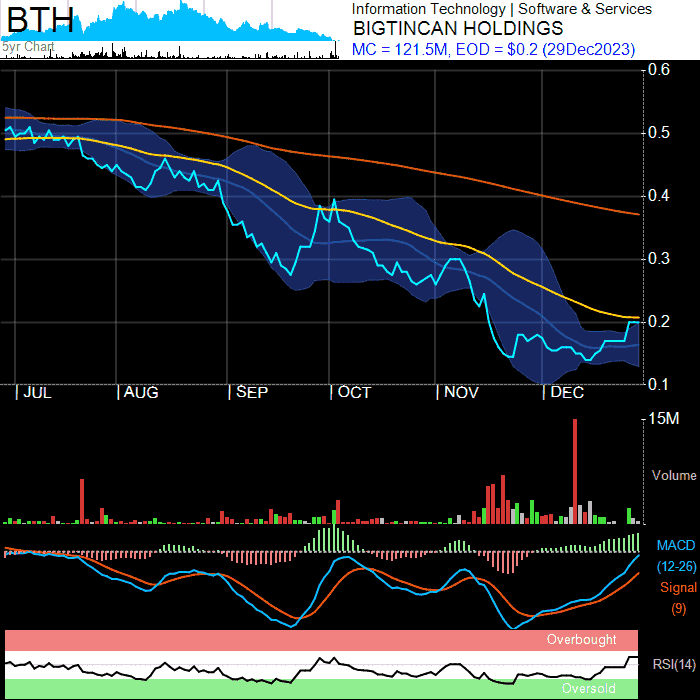 BTH
5yr Chart
Information Technology | Software & Services
BIGTINCAN HOLDINGS
MC = 121.5M, EOD = $0.2 (29Dec2023)
0.6
0.5
0.4
0.3
0.2
0.1
| JUL | AUG | SEP | OCT | NOV | DEC
15M
Volume
MACD
(12-26)
Signal
(9)
Overbought
RSI(14)
Oversold